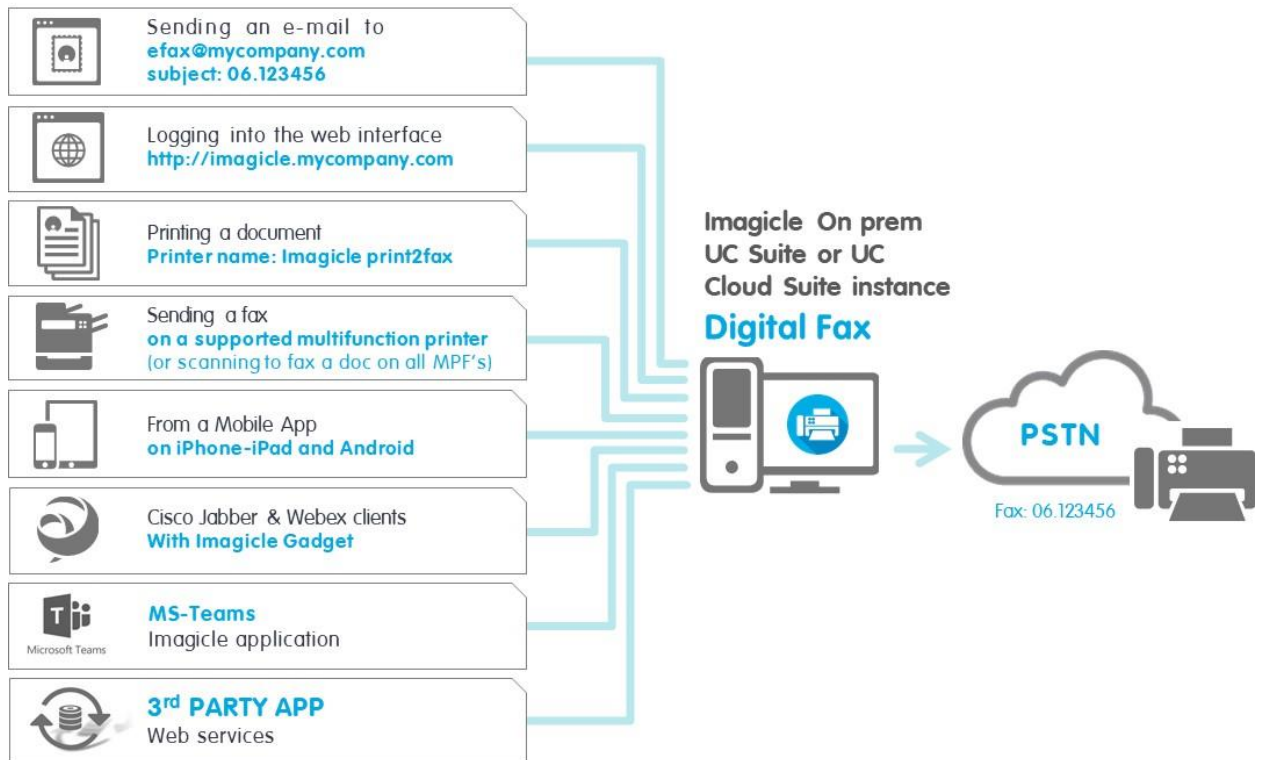 Sending an e-mail to
efax@mycompany.com
subject: 06.123456
Logging into the web interface
http://imagicle.mycompany.com
Printing a document
Printer name: Imagicle print2fax
Sending a fax
on a supported multifunction printer
(or scanning to fax a doc on all MPF's)
From a Mobile App
on iPhone-iPad and Android
Cisco Jabber & Webex clients
With Imagicle Gadget
T
Microsoft Teams
MS-Teams
Imagicle application
3rd PARTY APP
Web services
Imagicle On prem
UC Suite or UC
Cloud Suite instance
Digital Fax
PSTN
Fax: 06.123456